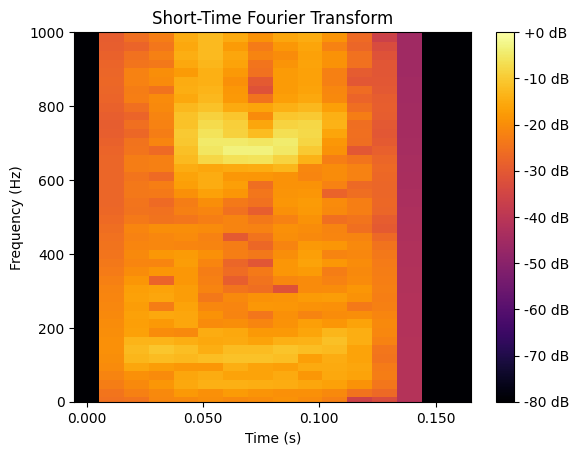 Short-Time Fourier Transform
Frequency (Hz)
1000
800
600
400
200
0
0.000
0.050
0.100
0.150
Time (s)
+0 dB
-10 dB
-20 dB
-30 dB
-40 dB
-50 dB
-60 dB
-70 dB
-80 dB